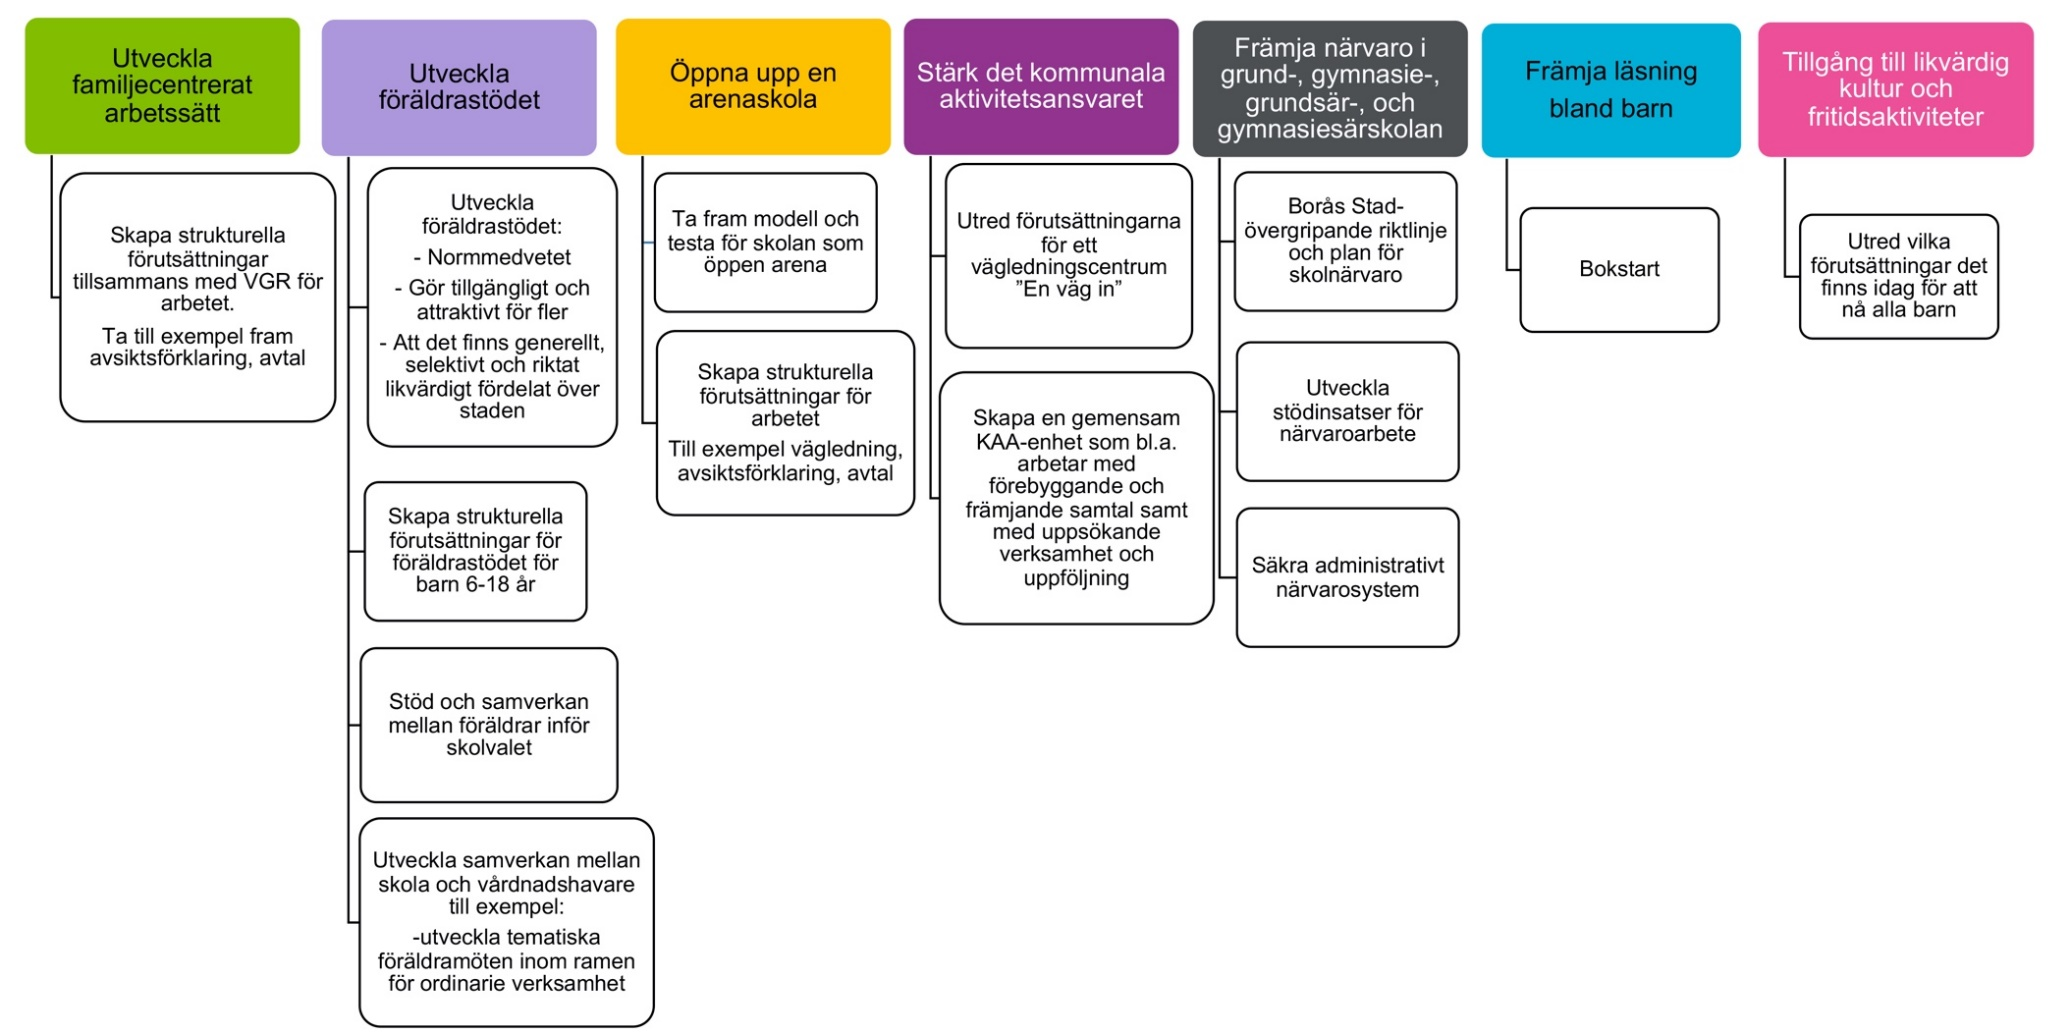 Utveckla
familjecentrerat
arbetssätt
Skapa strukturella
förutsättningar
tillsammans med VGR för
arbetet.
Ta till exempel fram
avsiktsförklaring, avtal
Utveckla
föräldrastödet
Utveckla
föräldrastödet:
- Normmedvetet
- Gör tillgängligt och
attraktivt för fler
- Att det finns generellt,
selektivt och riktat
likvärdigt fördelat över
staden
Skapa strukturella
förutsättningar för
föräldrastödet för
barn 6-18 år
Stöd och samverkan
mellan föräldrar inför
skolvalet
Utveckla samverkan mellan
skola och vårdnadshavare
till exempel:
-utveckla tematiska
föräldramöten inom ramen
för ordinarie verksamhet
Öppna upp en
arenaskola
Ta fram modell och
testa för skolan som
öppen arena
Skapa strukturella
förutsättningar för
arbetet
Till exempel vägledning,
avsiktsförklaring, avtal
Stärk det kommunala
aktivitetsansvaret
Utred förutsättningarna
för ett
vägledningscentrum
”En väg in”
Skapa en gemensam
KAA-enhet som bl.a.
arbetar med
förebyggande och
främjande samtal samt
med uppsökande
verksamhet och
uppföljning
Främja närvaro i
grund-, gymnasie-,
grundsär-, och
gymnasiesärskolan
Borås Stad-
övergripande riktlinje
och plan för
skolnärvaro
Utveckla
stödinsatser för
närvaroarbete
Säkra administrativt
närvarosystem
Främja läsning
bland barn
Bokstart
Tillgång till likvärdig
kultur och
fritidsaktiviteter
Utred vilka
förutsättningar det
finns idag för att
nå alla barn